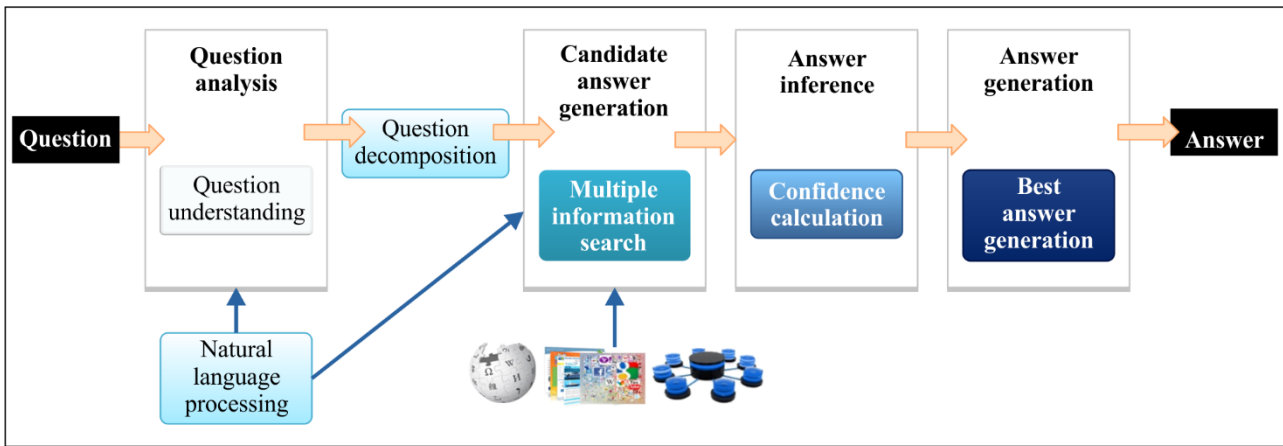 Question
analysis
Candidate
answer
generation
Answer
inference
Answer
generation
Question
Question
decomposition
Answer
Question
understanding
Multiple
information
search
Confidence
calculation
Best
answer
generation
Natural
language
processing